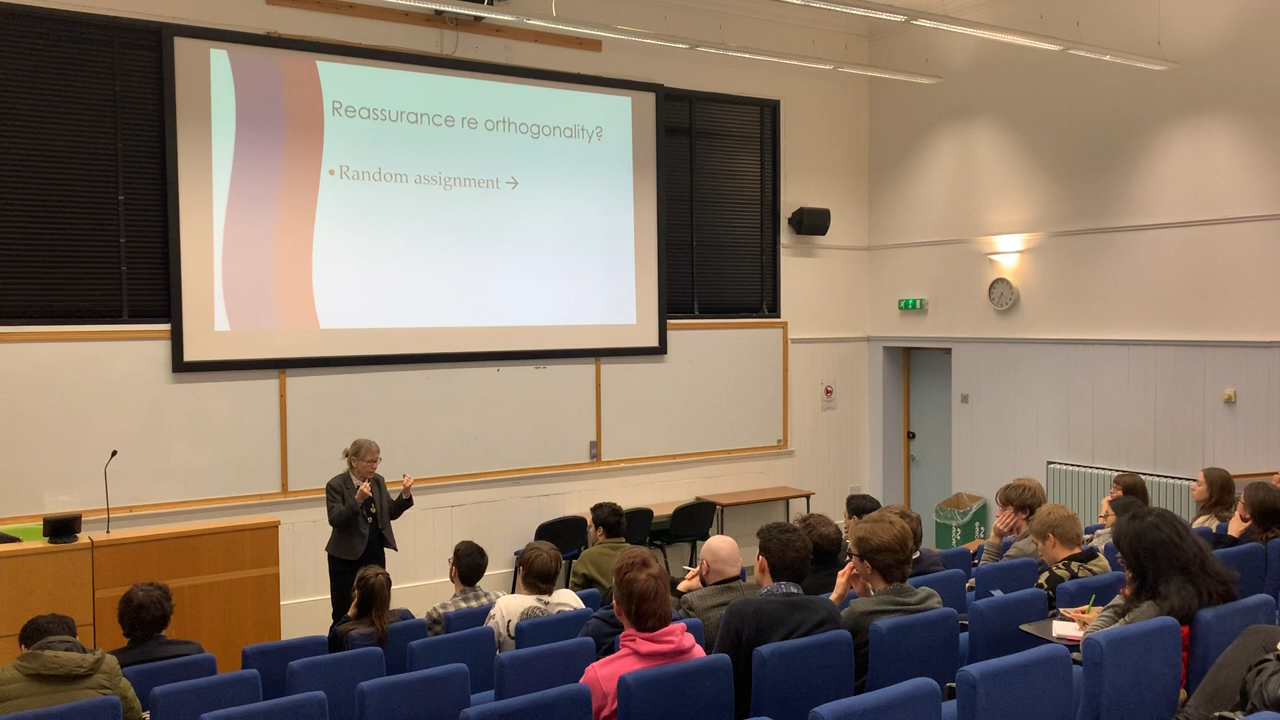 Reassurance re orthogonality?
• Random assignment →